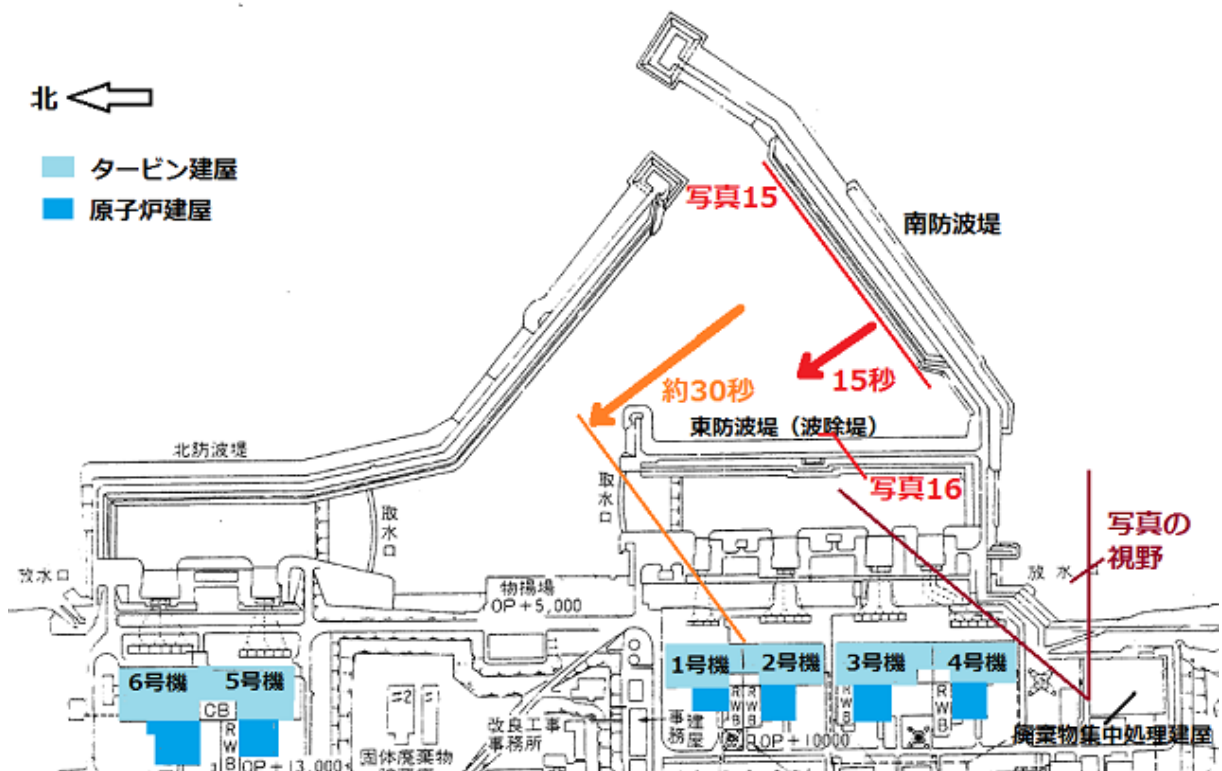 北
タービン建屋
原子炉建屋
写真15
南防波堤
15秒
約30秒
東防波堤（波除堤）
北防波堤
写真16
取水口
取水口
写真の
視野
放水口
放水口
物揚場
OP+5,000
1号機
2号機
3号機
4号機
6号機
5号機
CB
RWB
RWB
RWB
RWB
RWB
改良工事
事務所
事務
建屋
OP+10000
廃棄物集中処理建屋
固体廃棄物
OP+13,000